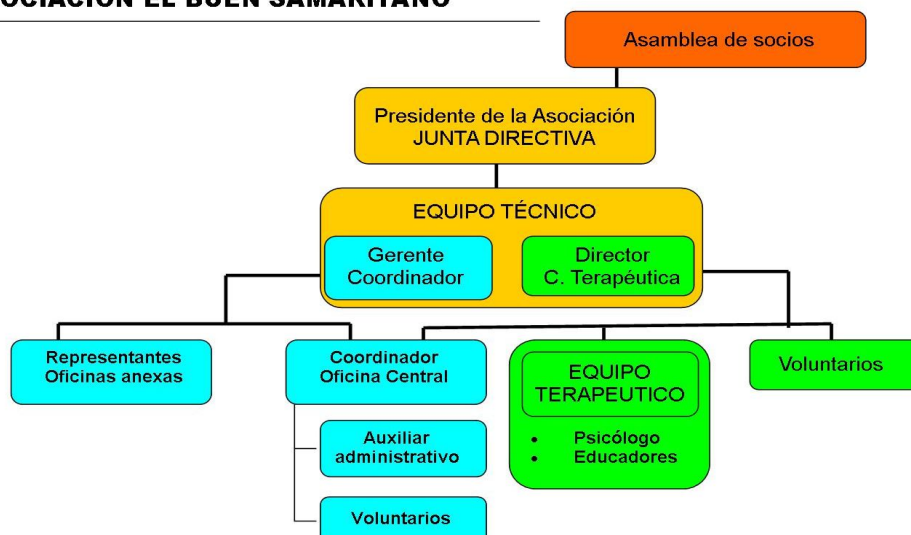 OCIACIÓN EL BUEN SAMARITANO
Asamblea de socios
Presidente de la Asociación
JUNTA DIRECTIVA
EQUIPO TÉCNICO
Gerente
Coordinador
Director
C. Terapéutica
Representantes
Oficinas anexas
Coordinador
Oficina Central
EQUIPO
TERAPEUTICO
Voluntarios
• Psicólogo
• Educadores
Auxiliar
administrativo
Voluntarios